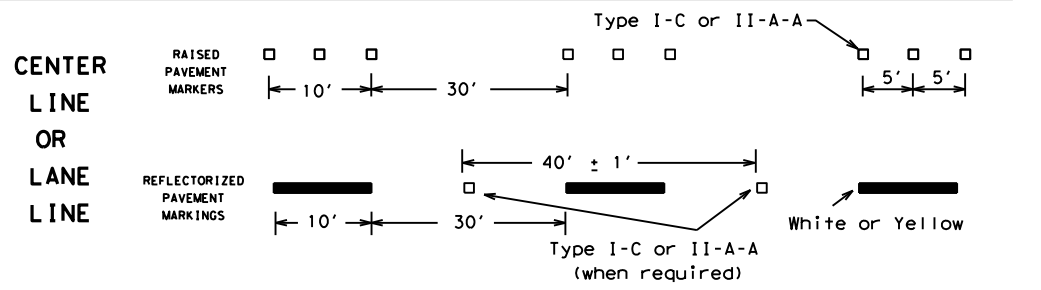 CENTER
LINE
OR
LANE
LINE
RAISED
PAVEMENT
MARKERS
Type I-C or II-A-A
10'
30'
5'
5'
REFLECTORIZED
PAVEMENT
MARKINGS
40' ± 1'
10'
30'
Type I-C or II-A-A
(when required)
White or Yellow